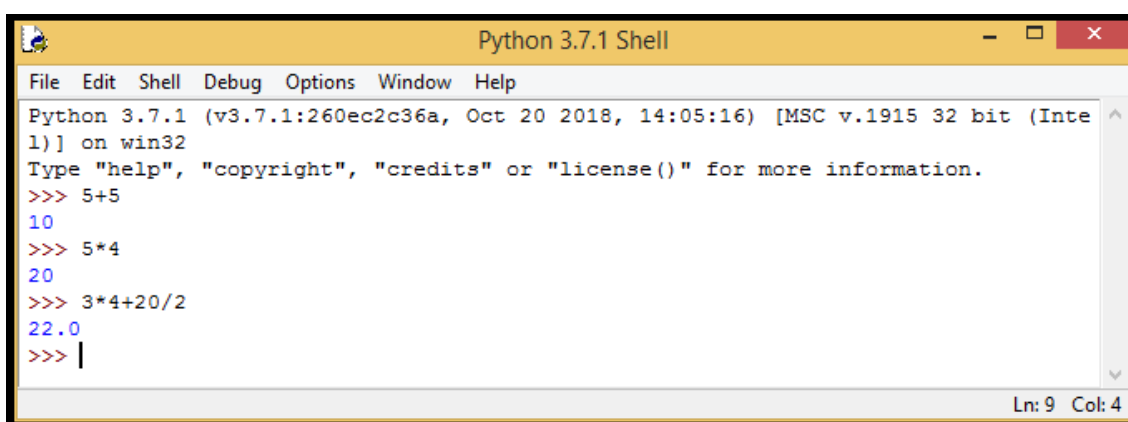 Python 3.7.1 Shell
File Edit Shell Debug Options Window Help
Python 3.7.1 (v3.7.1:260ec2c36a, Oct 20 2018, 14:05:16) [MSC v.1915 32 bit (Inte
l)] on win32
Type "help", "copyright", "credits" or "license()" for more information.
>>> 5+5
10
>>> 5*4
20
>>> 3*4+20/2
22.0
>>>
Ln: 9 Col: 4